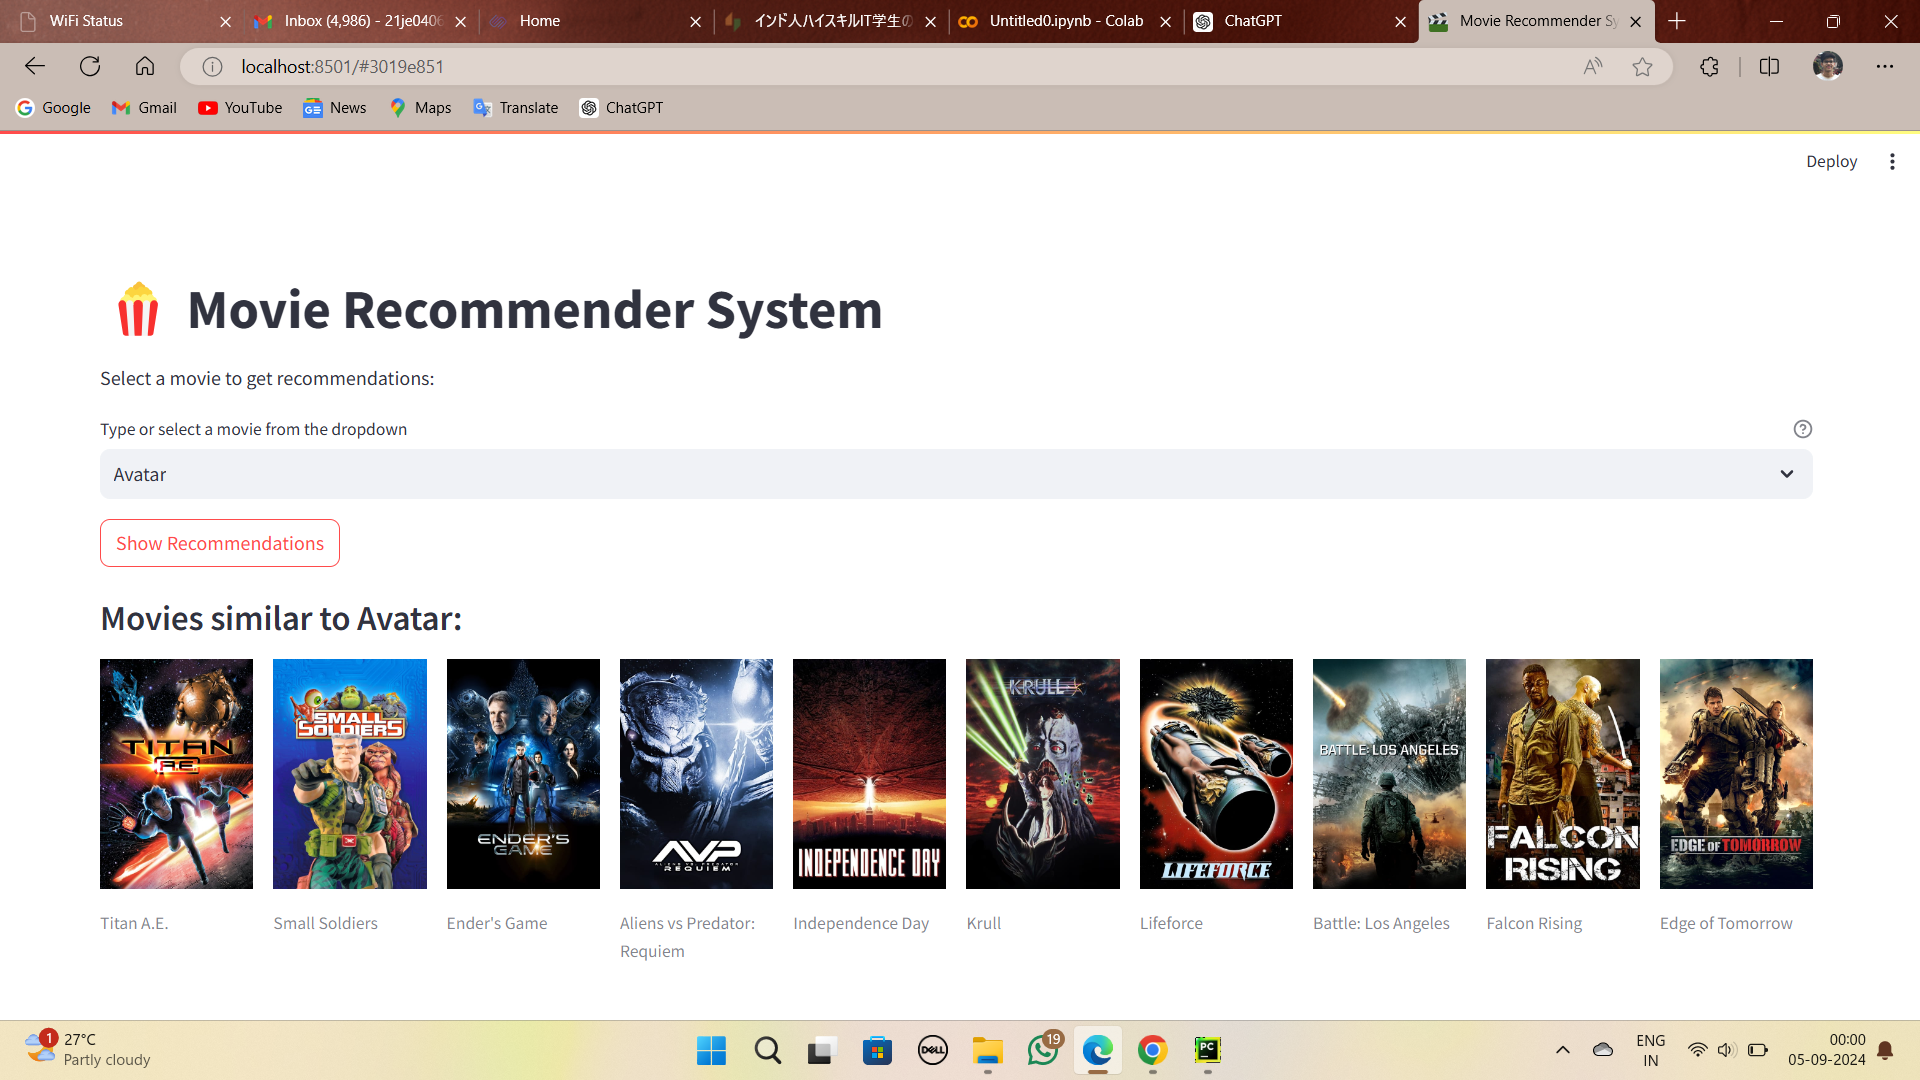 WiFi Status
Inbox (4,986) - 21je0406
Home
インド人ハイスキルIT学生の
Untitled0.ipynb - Colab
ChatGPT
Movie Recommender Sy
localhost:8501/#3019e851
Google
Gmail
YouTube
News
Maps
Translate
ChatGPT
Deploy
Movie Recommender System
Select a movie to get recommendations:
Type or select a movie from the dropdown
Avatar
Show Recommendations
Movies similar to Avatar:
TITAN
A.E.
SMALL
SOLDIERS
ENDER'S
GAME
AVP
ALIENS VS. PREDATOR
REQUIEM
INDEPENDENCE DAY
KRULL
LIFEFORCE
BATTLE: LOS ANGELES
FALCON
RISING
EDGE OF TOMORROW
Titan A.E.
Small Soldiers
Ender's Game
Aliens vs Predator:
Requiem
Independence Day
Krull
Lifeforce
Battle: Los Angeles
Falcon Rising
Edge of Tomorrow
1
27°C
Partly cloudy
DELL
19
PC
ENG
IN
00:00
05-09-2024